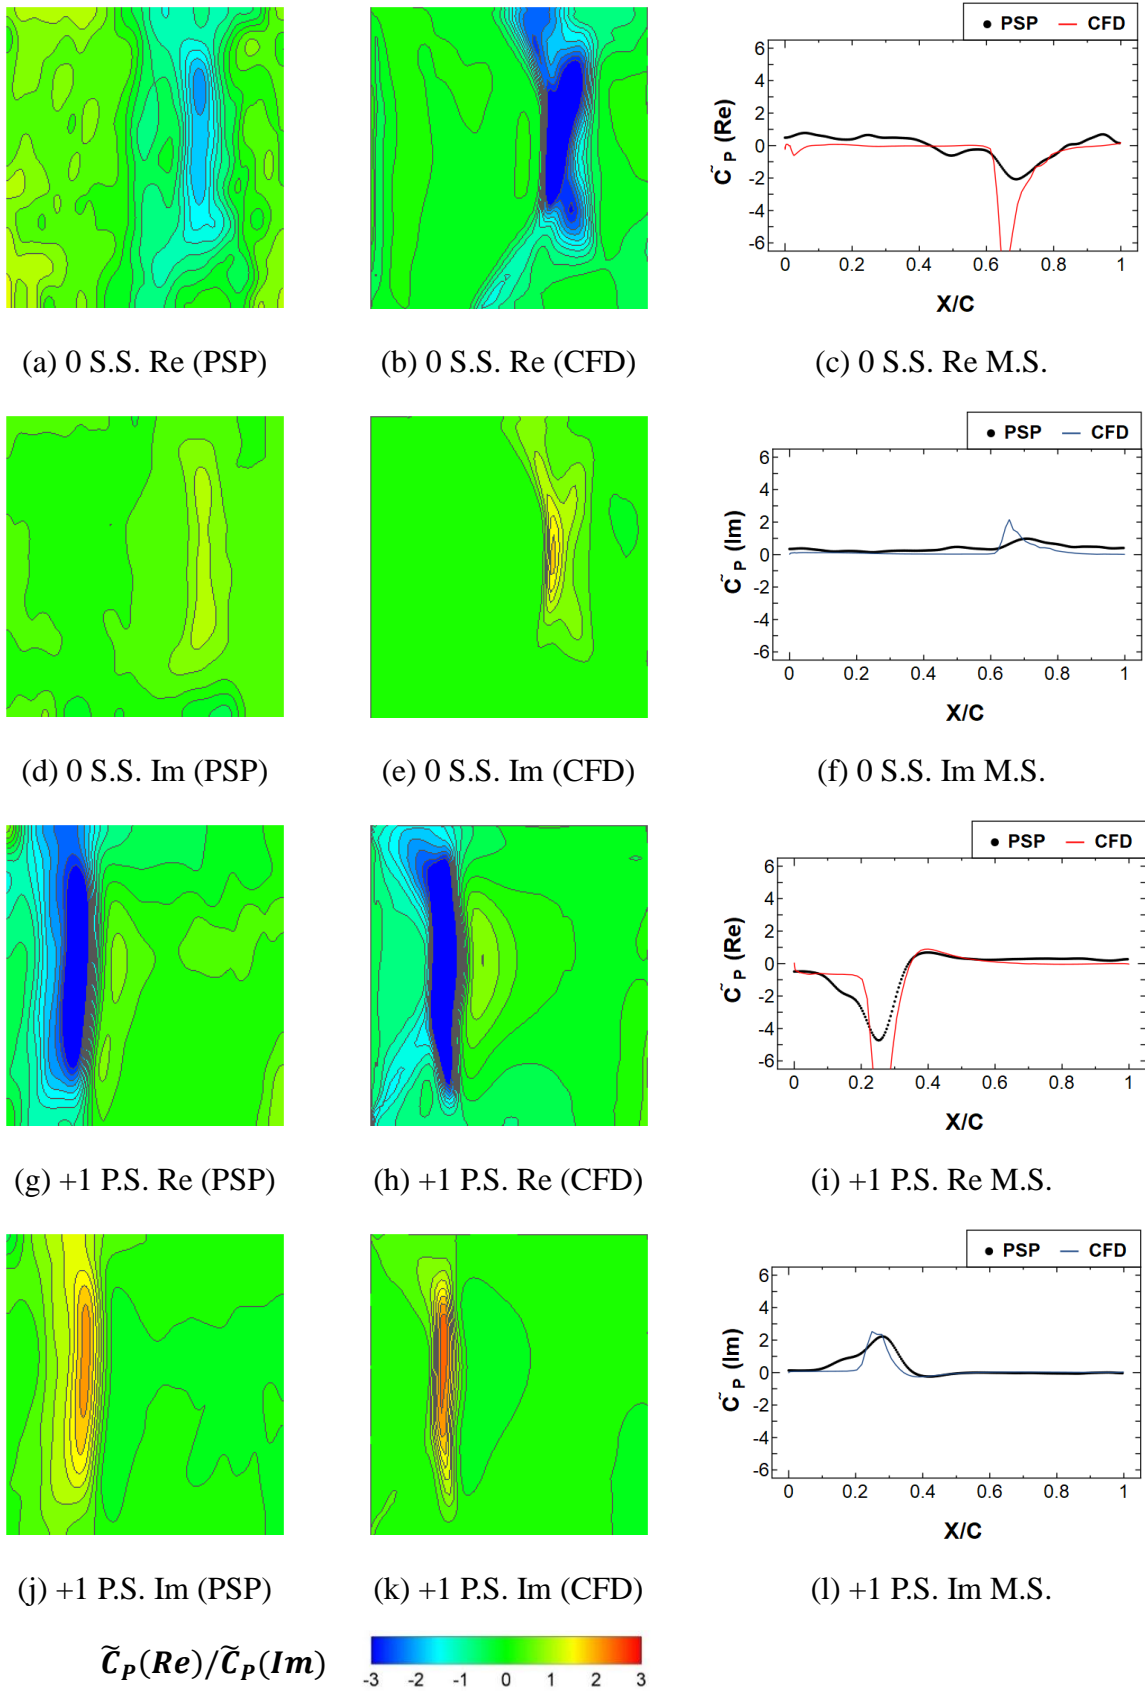 PSP CFD
6
4
2
0
-2
-4
-6
C̃P (Re)
0 0.2 0.4 0.6 0.8 1
X/C
(a) 0 S.S. Re (PSP) (b) 0 S.S. Re (CFD) (c) 0 S.S. Re M.S.
PSP CFD
6
4
2
0
-2
-4
-6
C̃P (Im)
0 0.2 0.4 0.6 0.8 1
X/C
(d) 0 S.S. Im (PSP) (e) 0 S.S. Im (CFD) (f) 0 S.S. Im M.S.
PSP CFD
6
4
2
0
-2
-4
-6
C̃P (Re)
0 0.2 0.4 0.6 0.8 1
X/C
(g) +1 P.S. Re (PSP) (h) +1 P.S. Re (CFD) (i) +1 P.S. Re M.S.
PSP CFD
6
4
2
0
-2
-4
-6
C̃P (Im)
0 0.2 0.4 0.6 0.8 1
X/C
(j) +1 P.S. Im (PSP) (k) +1 P.S. Im (CFD) (l) +1 P.S. Im M.S.
C̃P(Re)/C̃P(Im)
-3 -2 -1 0 1 2 3